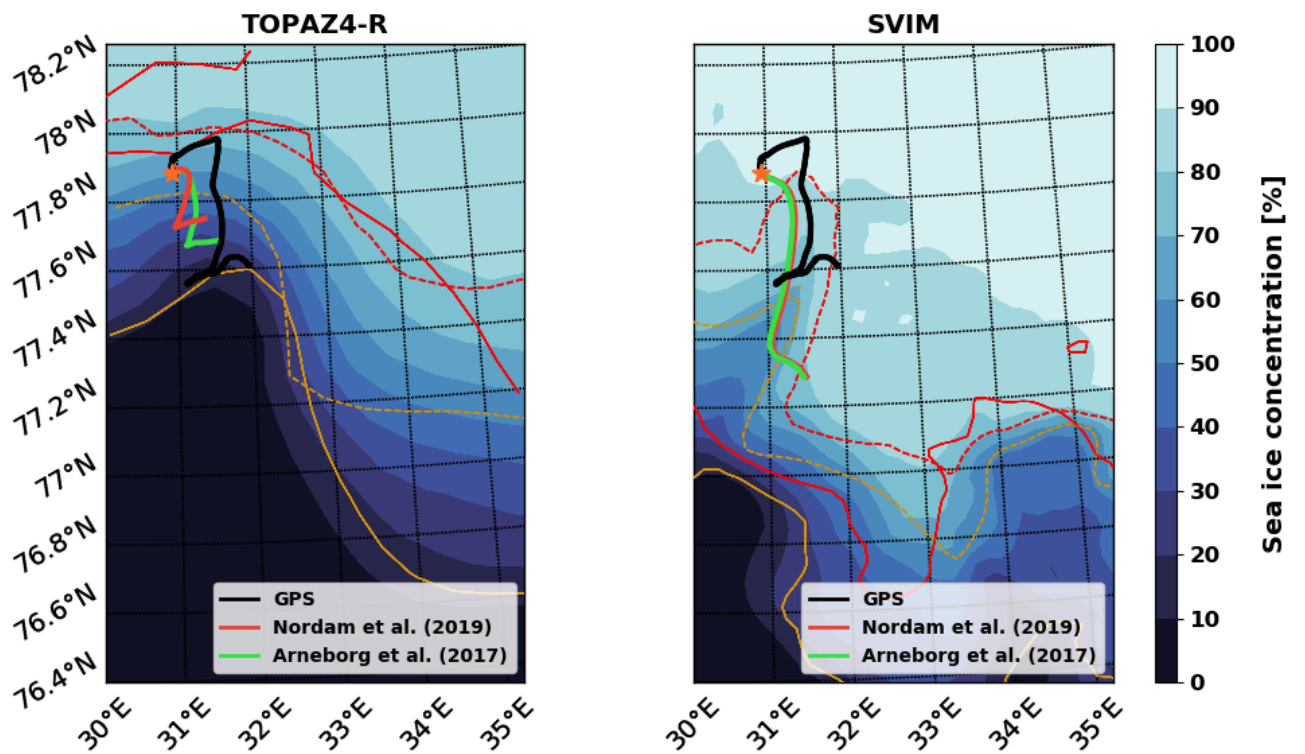 TOPAZ4-R
SVIM
78.2°N
78°N
77.8°N
77.6°N
77.4°N
77.2°N
77°N
76.8°N
76.6°N
76.4°N
30°E
31°E
32°E
33°E
34°E
35°E
GPS
Nordam et al. (2019)
Arneborg et al. (2017)
30°E
31°E
32°E
33°E
34°E
35°E
GPS
Nordam et al. (2019)
Arneborg et al. (2017)
100
90
80
70
60
50
40
30
20
10
0
Sea ice concentration [%]